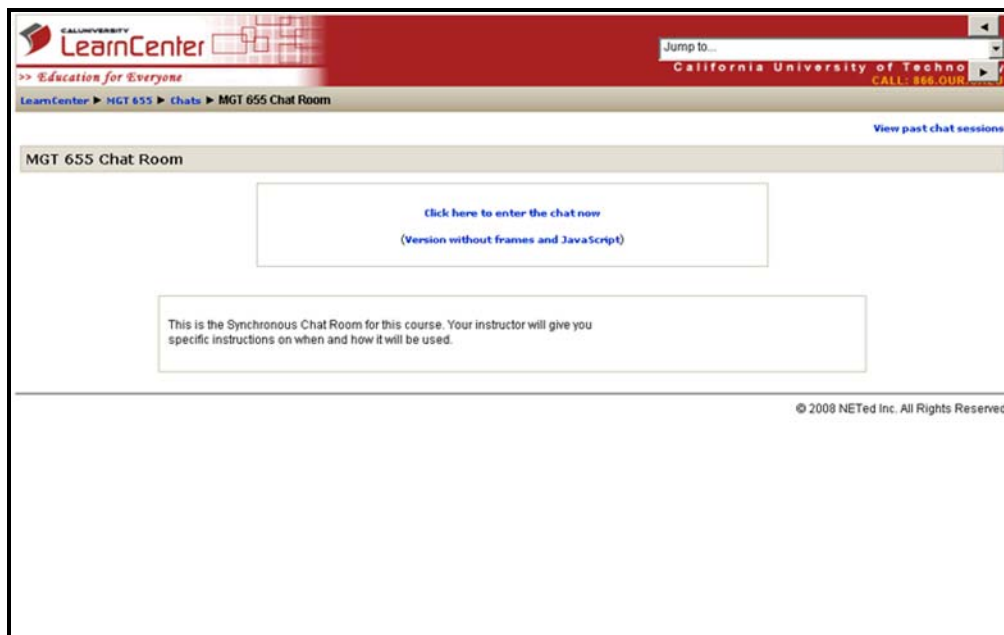 CALUNIVERSITY
LearnCenter
>> Education for Everyone
Jump to...
California University of Techno
CALL: 866.OUR.
LearnCenter ► MGT 655 ► Chats ► MGT 655 Chat Room
View past chat sessions
MGT 655 Chat Room
Click here to enter the chat now
(Version without frames and JavaScript)
This is the Synchronous Chat Room for this course. Your instructor will give you
specific instructions on when and how it will be used.
© 2008 NETed Inc. All Rights Reserved